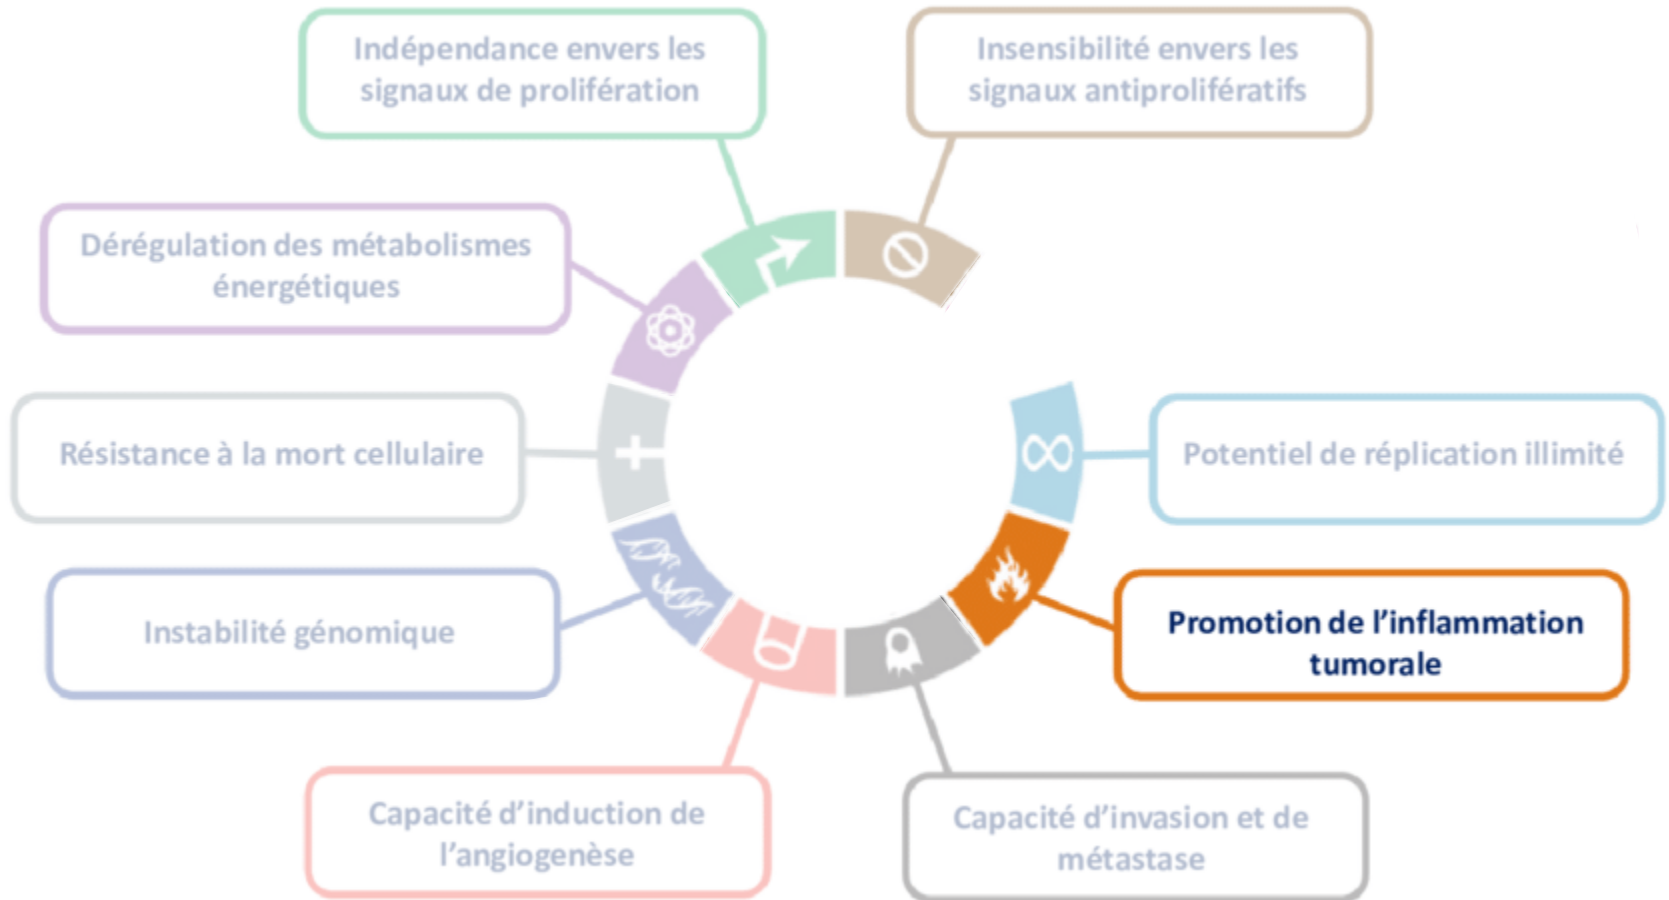 Indépendance envers les
signaux de prolifération
Insensibilité envers les
signaux antiprolifératifs
Dérégulation des métabolismes
énergétiques
Résistance à la mort cellulaire
Potentiel de réplication illimité
Instabilité génomique
Promotion de l’inflammation
tumorale
Capacité d’induction de
l’angiogenèse
Capacité d’invasion et de
métastase